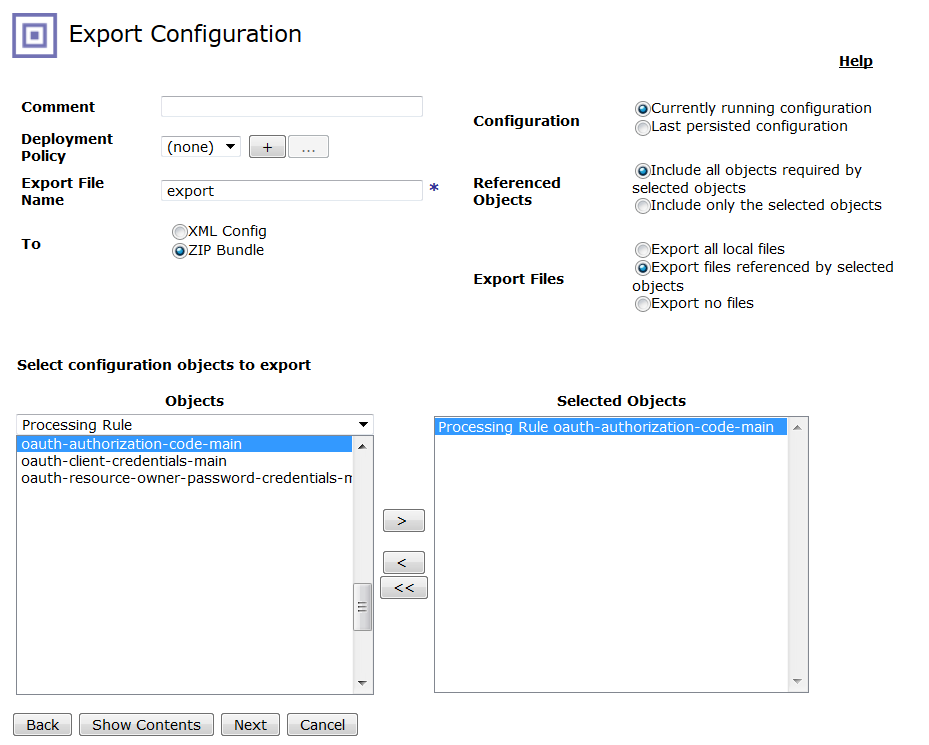 Export Configuration
Help
Comment
Deployment
Policy
(none)
+
...
Export File
Name
export
*
To
XML Config
ZIP Bundle
Configuration
Currently running configuration
Last persisted configuration
Referenced
Objects
Include all objects required by
selected objects
Include only the selected objects
Export Files
Export all local files
Export files referenced by selected
objects
Export no files
Select configuration objects to export
Objects
Processing Rule
oauth-authorization-code-main
oauth-client-credentials-main
oauth-resource-owner-password-credentials-m
>
<
<<
Selected Objects
Processing Rule oauth-authorization-code-main
Back
Show Contents
Next
Cancel